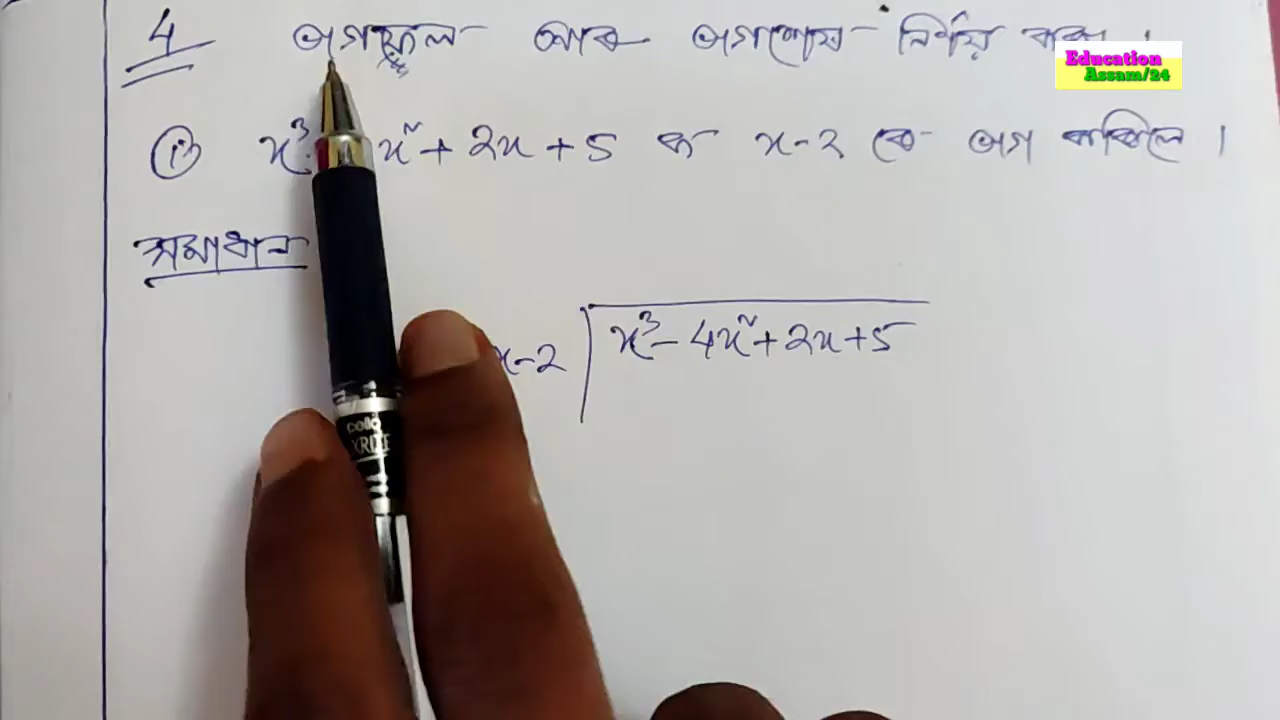 4 ভাগফল আৰু ভাগশেষ নিৰ্ণয় কৰা ।
Education
Assam/24
(i) x³ x² + 2x + 5 ক x-2 ৰে ভাগ কৰিলে ।
সমাধান
x-2 x³ - 4x² + 2x + 5
cello